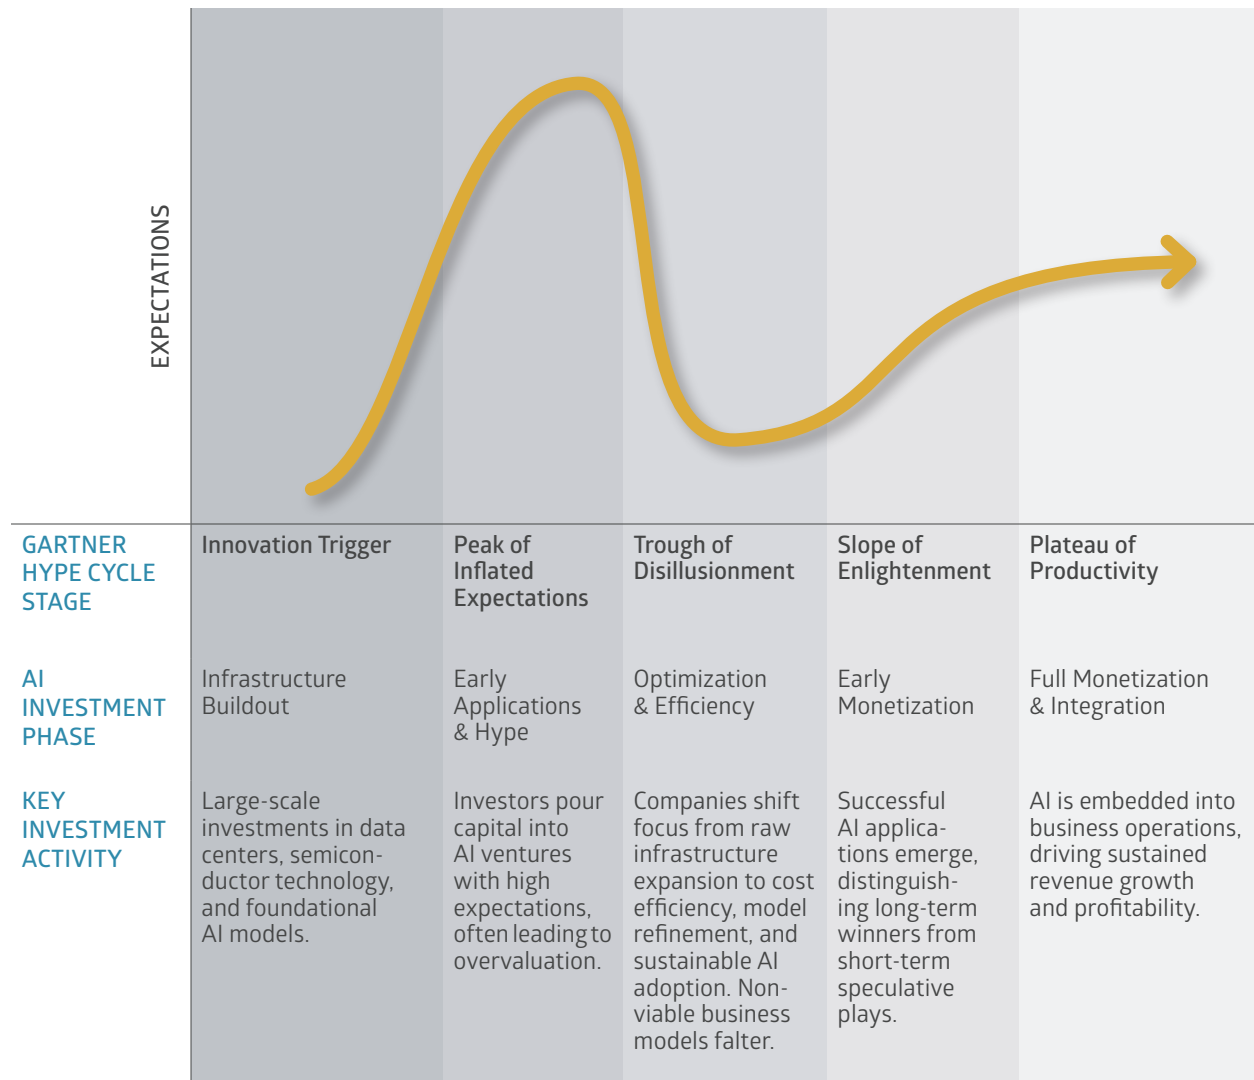 EXPECTATIONS
GARTNER
HYPE CYCLE
STAGE
Innovation Trigger
Peak of
Inflated
Expectations
Trough of
Disillusionment
Slope of
Enlightenment
Plateau of
Productivity
AI
INVESTMENT
PHASE
Infrastructure
Buildout
Early
Applications
& Hype
Optimization
& Efficiency
Early
Monetization
Full Monetization
& Integration
KEY
INVESTMENT
ACTIVITY
Large-scale
investments in data
centers, semicon-
ductor technology,
and foundational
AI models.
Investors pour
capital into
AI ventures
with high
expectations,
often leading to
overvaluation.
Companies shift
focus from raw
infrastructure
expansion to cost
efficiency, model
refinement, and
sustainable AI
adoption. Non-
viable business
models falter.
Successful
AI applica-
tions emerge,
distinguish-
ing long-term
winners from
short-term
speculative
plays.
AI is embedded into
business operations,
driving sustained
revenue growth
and profitability.